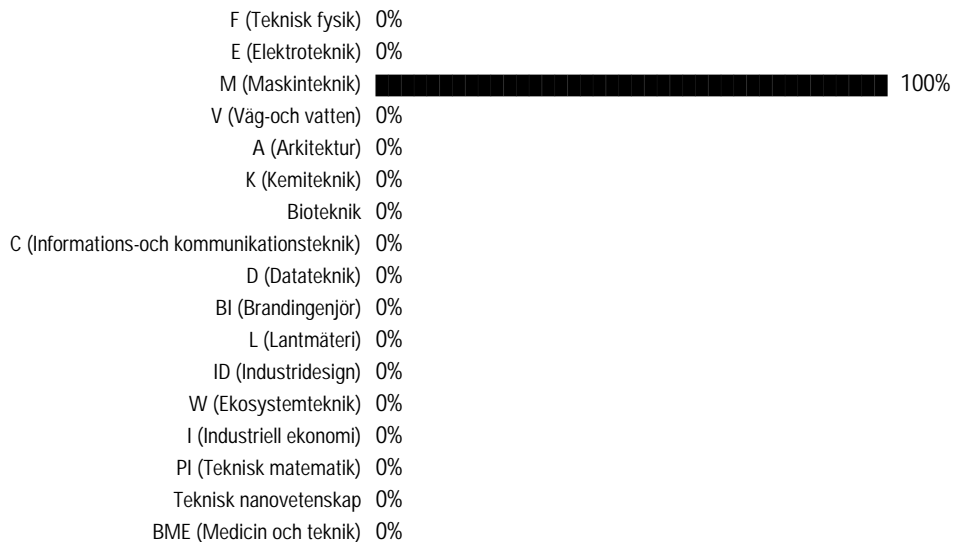 F (Teknisk fysik) 0%
E (Elektroteknik) 0%
M (Maskinteknik) 100%
V (Väg-och vatten) 0%
A (Arkitektur) 0%
K (Kemiteknik) 0%
Bioteknik 0%
C (Informations-och kommunikationsteknik) 0%
D (Datateknik) 0%
BI (Brandingenjör) 0%
L (Lantmäteri) 0%
ID (Industridesign) 0%
W (Ekosystemteknik) 0%
I (Industriell ekonomi) 0%
PI (Teknisk matematik) 0%
Teknisk nanovetenskap 0%
BME (Medicin och teknik) 0%